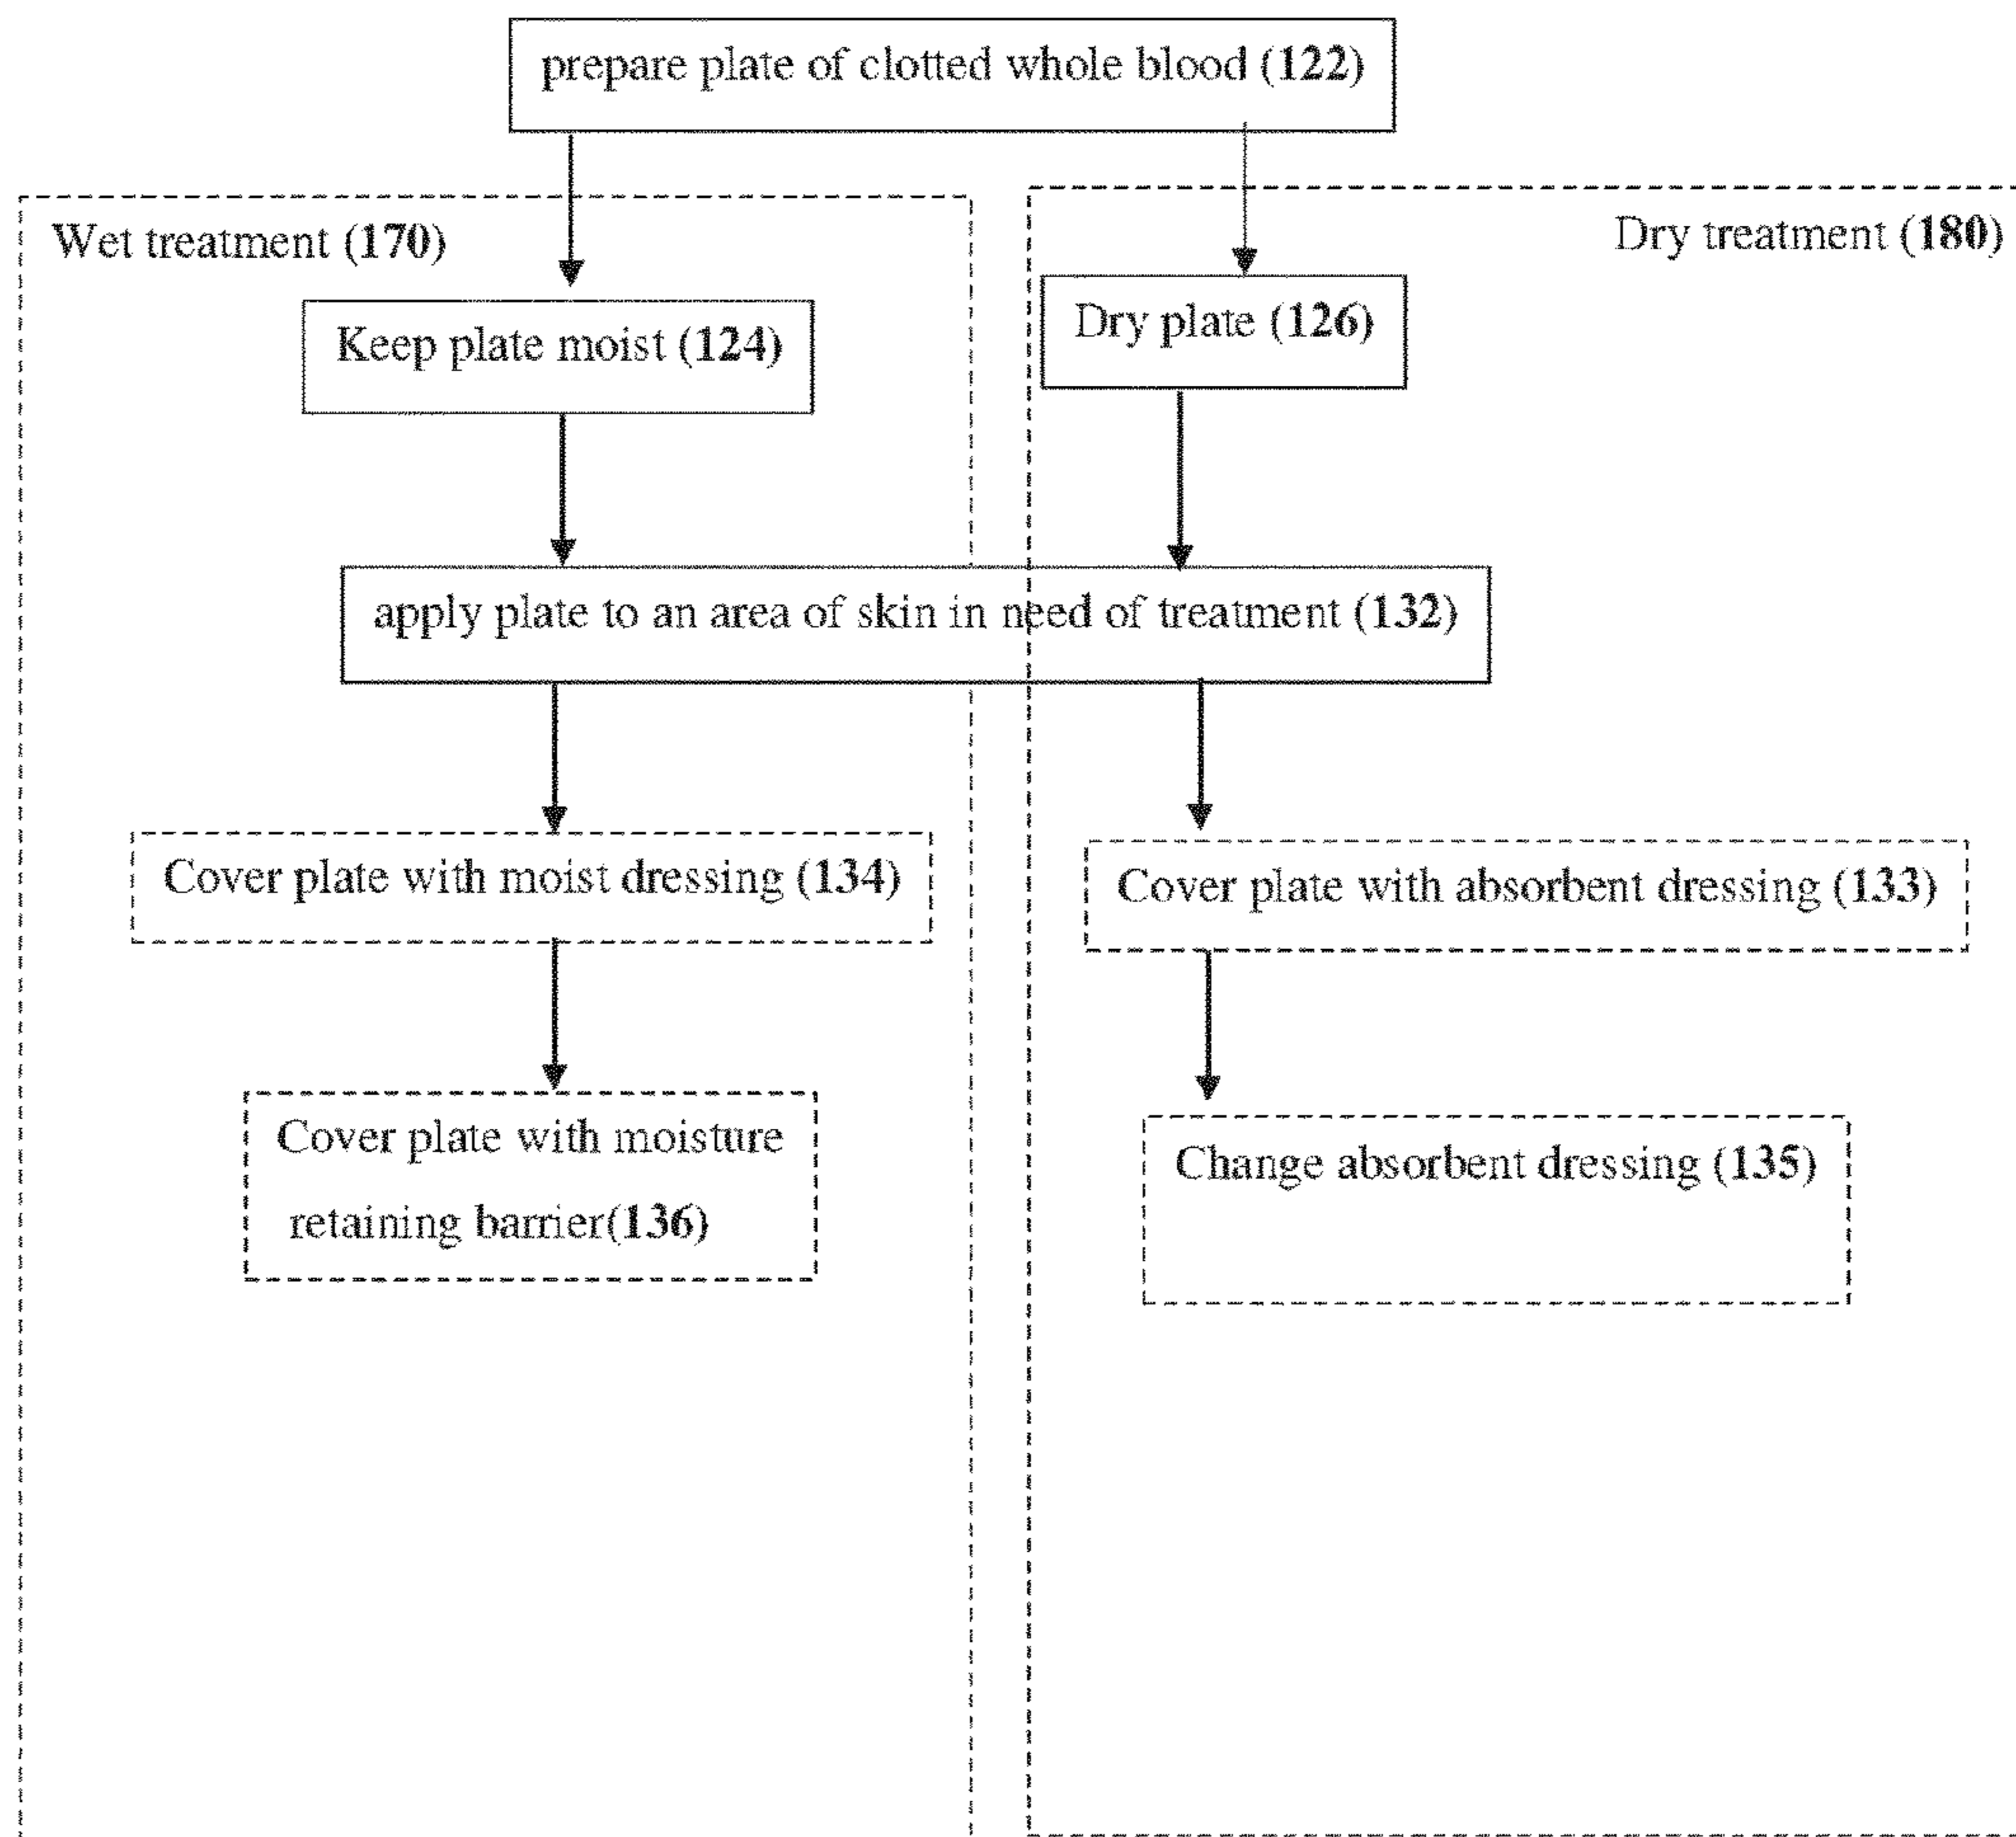 prepare plate of clotted whole blood (122)
Wet treatment (170)
Dry treatment (180)
Keep plate moist (124)
Dry plate (126)
apply plate to an area of skin in need of treatment (132)
Cover plate with moist dressing (134)
Cover plate with absorbent dressing (133)
Cover plate with moisture
retaining barrier(136)
Change absorbent dressing (135)